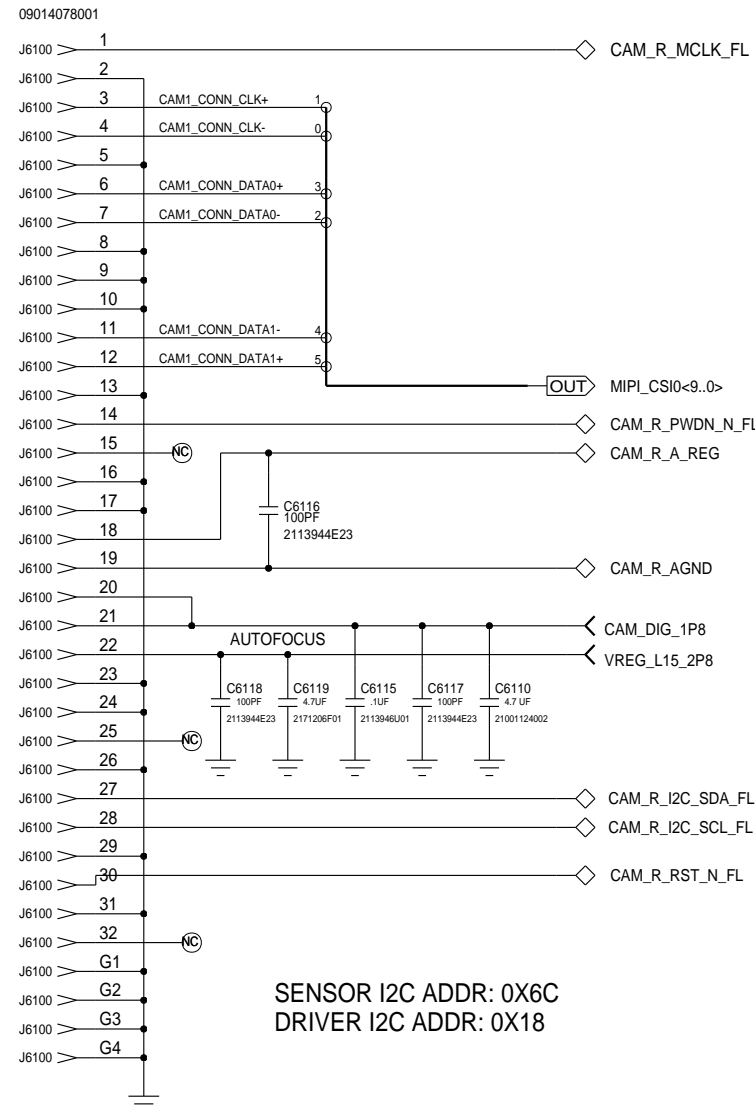 09014078001
J6100 1 CAM_R_MCLK_FL
J6100 2
J6100 3 CAM1_CONN_CLK+ 1
J6100 4 CAM1_CONN_CLK- 0
J6100 5
J6100 6 CAM1_CONN_DATA0+ 3
J6100 7 CAM1_CONN_DATA0- 2
J6100 8
J6100 9
J6100 10
J6100 11 CAM1_CONN_DATA1- 4
J6100 12 CAM1_CONN_DATA1+ 5
J6100 13 OUT MIPI_CSI0<9..0>
J6100 14 CAM_R_PWDN_N_FL
J6100 15 NC CAM_R_A_REG
J6100 16
J6100 17
C6116
100PF
2113944E23
J6100 18
J6100 19 CAM_R_AGND
J6100 20
J6100 21 CAM_DIG_1P8
AUTOFOCUS
J6100 22 VREG_L15_2P8
J6100 23
C6118 C6119 C6115 C6117 C6110
100PF 4.7UF .1UF 100PF 4.7 UF
2113944E23 2171206F01 2113946U01 2113944E23 21001124002
J6100 24
J6100 25 NC
J6100 26
J6100 27 CAM_R_I2C_SDA_FL
J6100 28 CAM_R_I2C_SCL_FL
J6100 29
J6100 30 CAM_R_RST_N_FL
J6100 31
J6100 32 NC
J6100 G1
J6100 G2
J6100 G3
J6100 G4
SENSOR I2C ADDR: 0X6C
DRIVER I2C ADDR: 0X18